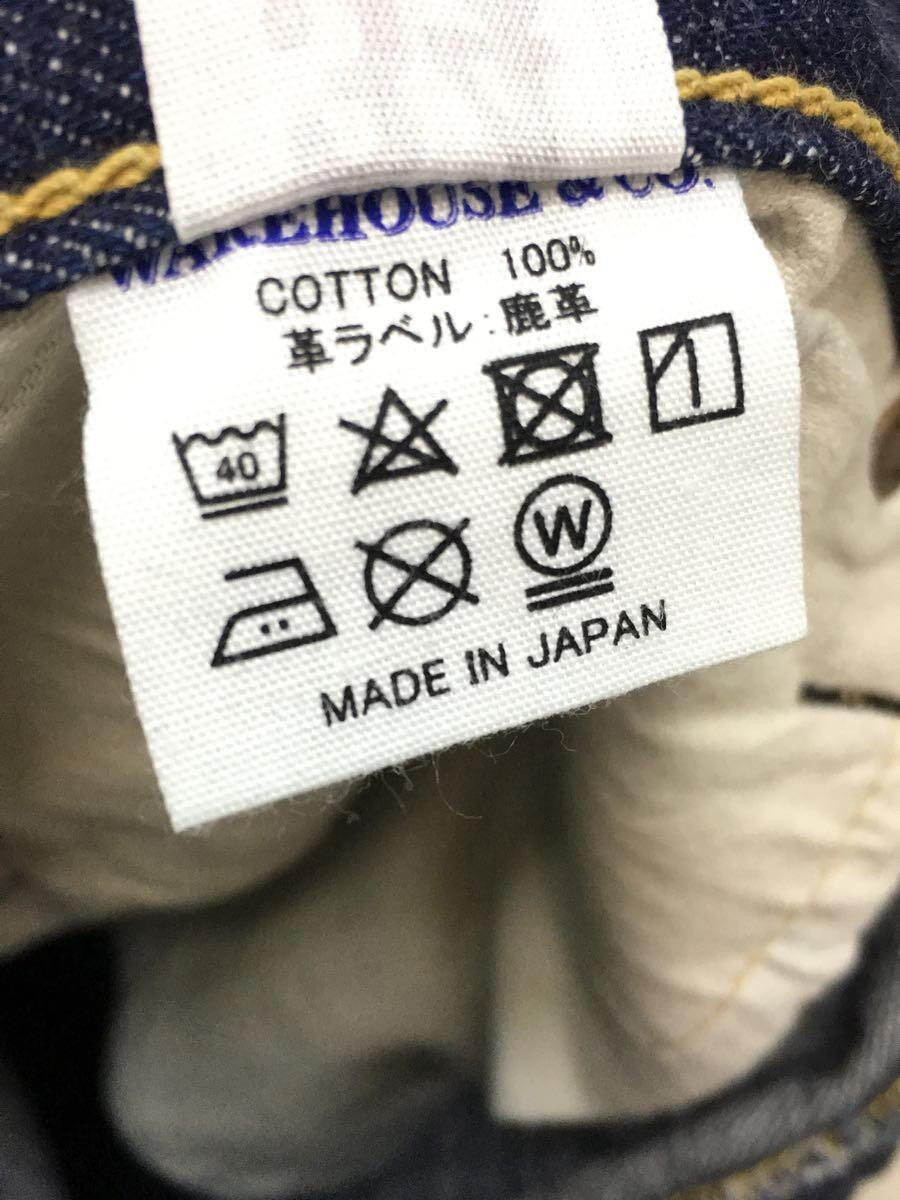 WAREHOUSE & CO.
COTTON 100%
革ラベル:鹿革
40
W
MADE IN JAPAN